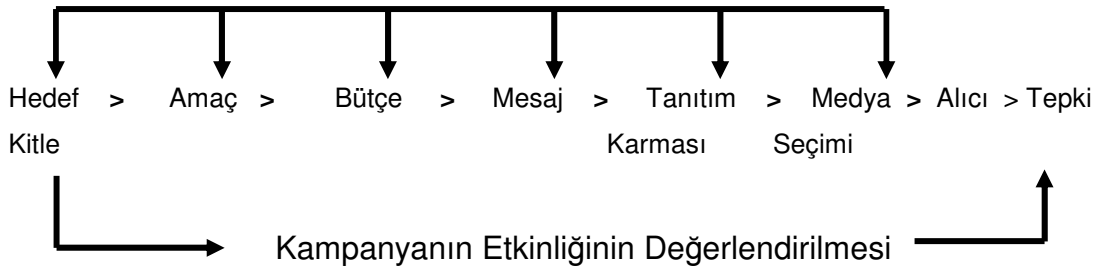 Hedef > Amaç > Bütçe > Mesaj > Tanıtım > Medya > Alıcı > Tepki
Kitle Karması Seçimi
Kampanyanın Etkinliğinin Değerlendirilmesi